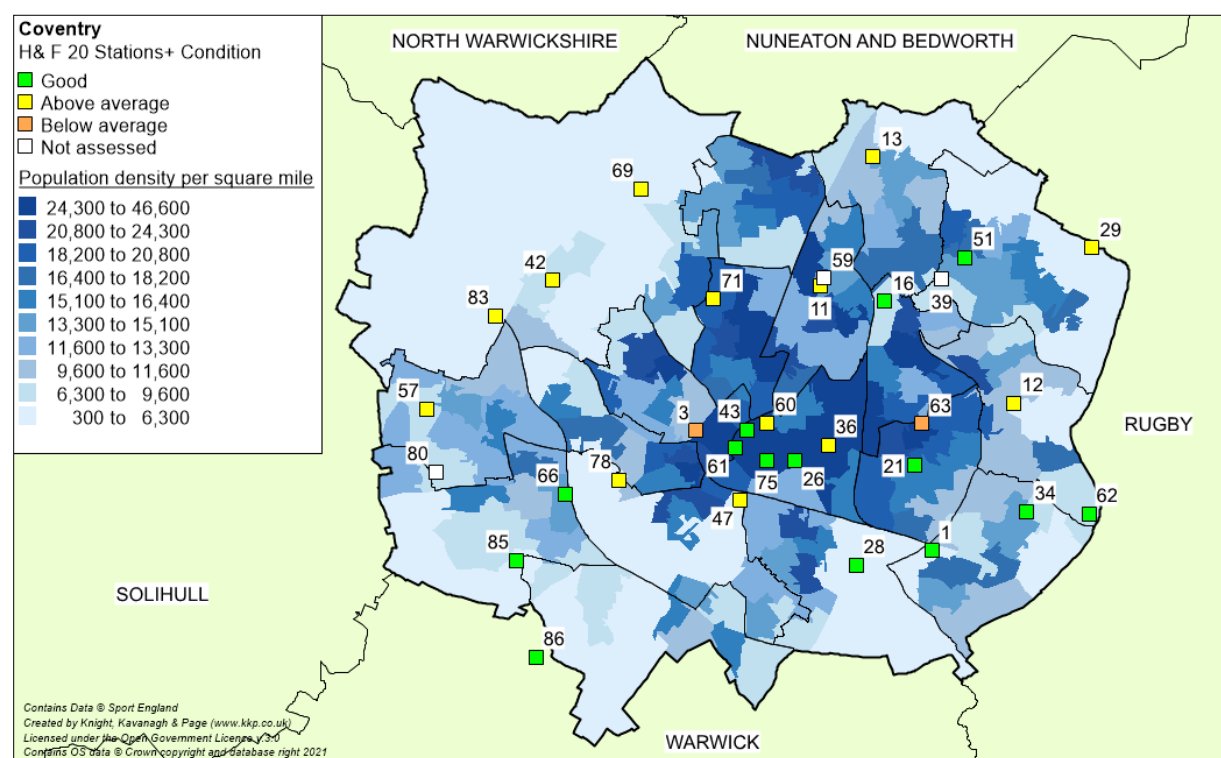 Coventry
H& F 20 Stations+ Condition
Good
Above average
Below average
Not assessed
Population density per square mile
24,300 to 46,600
20,800 to 24,300
18,200 to 20,800
16,400 to 18,200
15,100 to 16,400
13,300 to 15,100
11,600 to 13,300
9,600 to 11,600
6,300 to 9,600
300 to 6,300
NORTH WARWICKSHIRE
NUNEATON AND BEDWORTH
13
69
29
51
42
59
16
39
71
83
11
57
12
3
43
60
63
36
RUGBY
80
61
78
75
26
21
66
34
62
47
1
85
28
SOLIHULL
86
WARWICK
Contains Data ® Sport England
Created by Knight, Kavanagh & Page (www.kkp.co.uk)
Licensed under the Open Government Licence v.3.0
Contains OS data ® Crown copyright and database right 2021